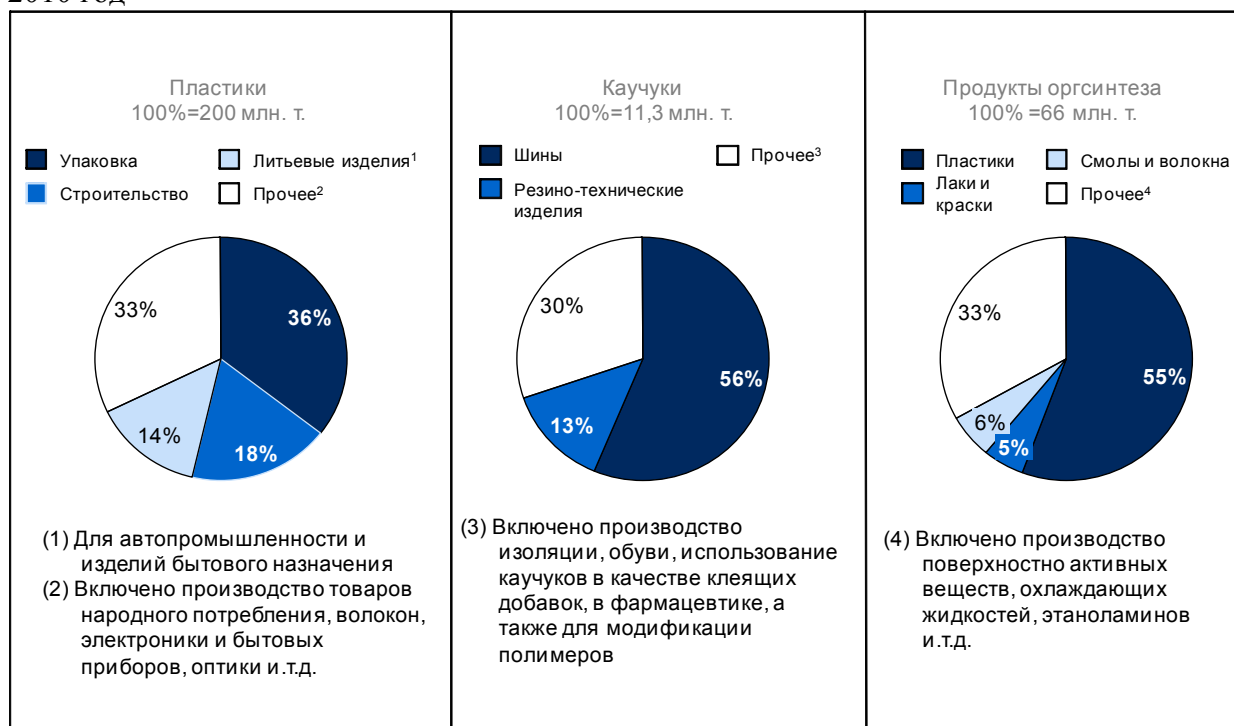 2010 год
Пластики
100%=200 млн. т.
Упаковка
Литьевые изделия¹
Строительство
Прочее²
33%
36%
14%
18%
(1) Для автопромышленности и
изделий бытового назначения
(2) Включено производство товаров
народного потребления, волокон,
электроники и бытовых
приборов, оптики и.т.д.
Каучуки
100%=11,3 млн. т.
Шины
Прочее³
Резино-технические
изделия
30%
56%
13%
(3) Включено производство
изоляции, обуви, использование
каучуков в качестве клеящих
добавок, в фармацевтике, а
также для модификации
полимеров
Продукты оргсинтеза
100% =66 млн. т.
Пластики
Смолы и волокна
Лаки и
краски
Прочее⁴
33%
55%
6%
5%
(4) Включено производство
поверхностно активных
веществ, охлаждающих
жидкостей, этаноламинов
и.т.д.